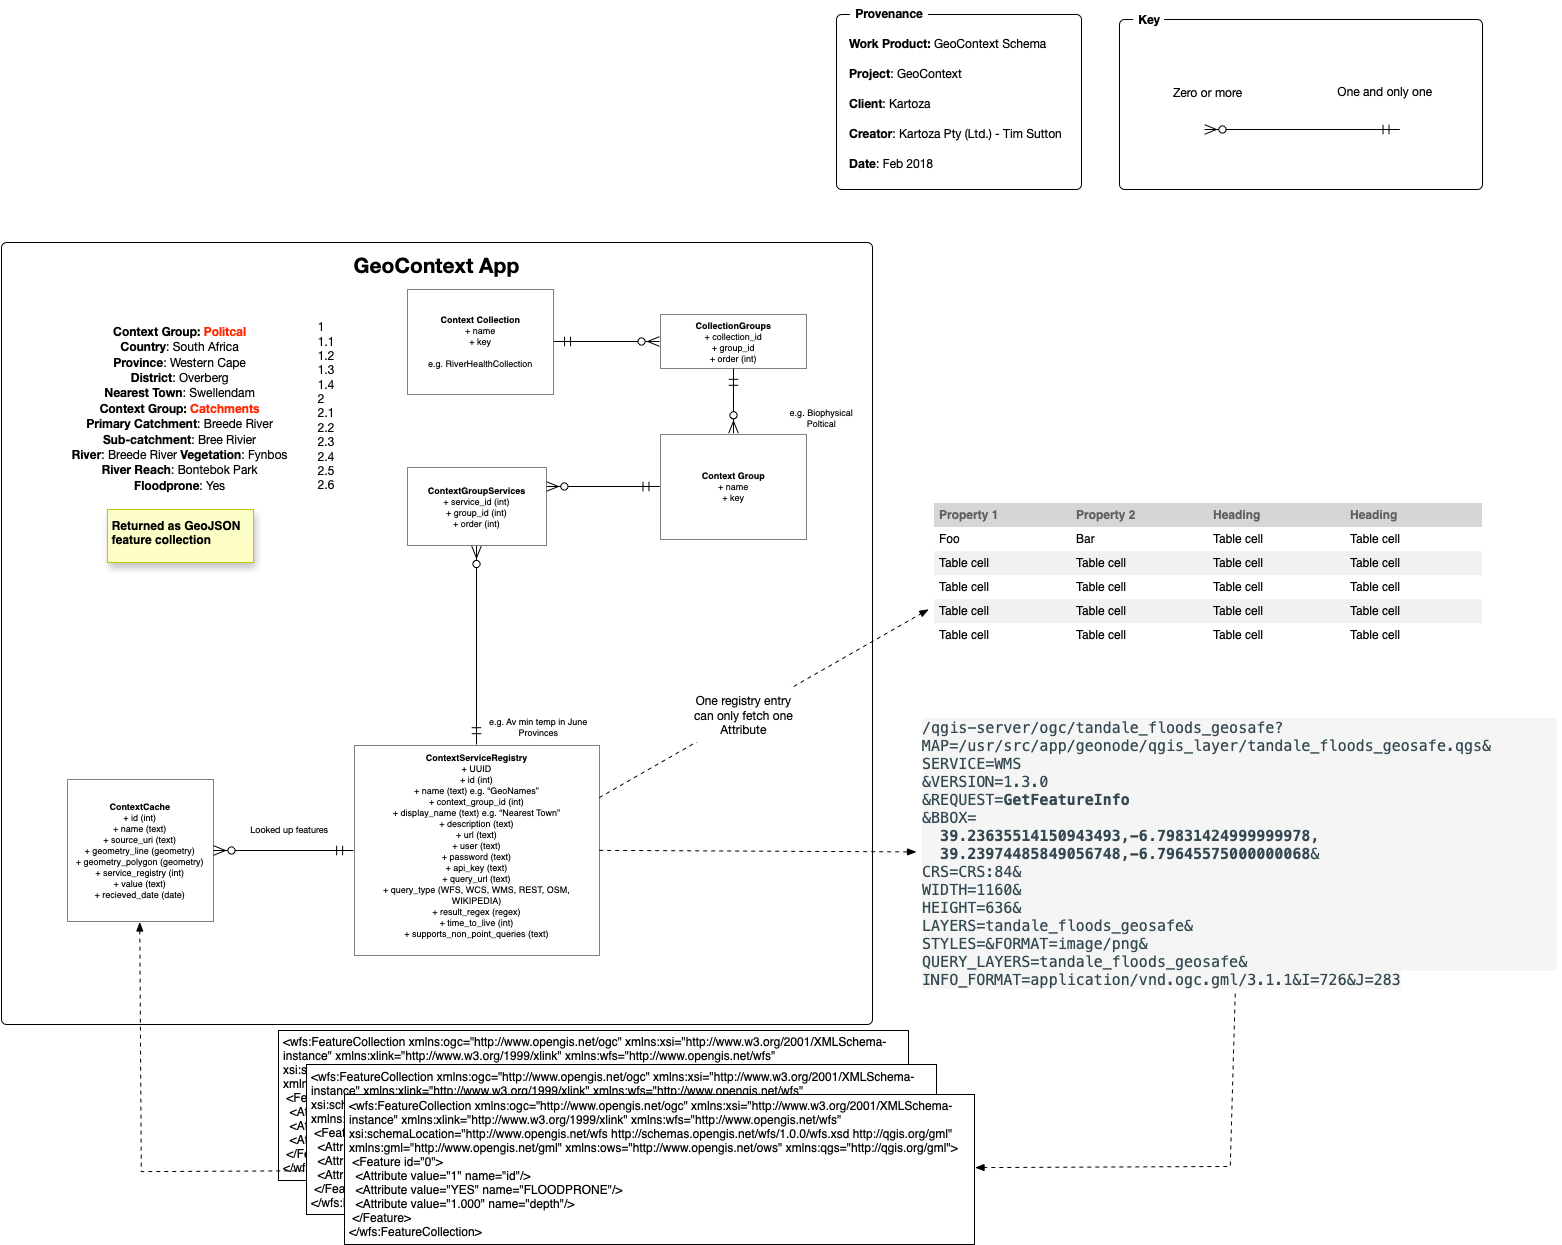 Provenance
Work Product: GeoContext Schema
Project: GeoContext
Client: Kartoza
Creator: Kartoza Pty (Ltd.) - Tim Sutton
Date: Feb 2018
Key
Zero or more
One and only one
GeoContext App
Context Group: Politcal
Country: South Africa
Province: Western Cape
District: Overberg
Nearest Town: Swellendam
Context Group: Catchments
Primary Catchment: Breede River
Sub-catchment: Bree Rivier
River: Breede River Vegetation: Fynbos
River Reach: Bontebok Park
Floodprone: Yes
1
1.1
1.2
1.3
1.4
2
2.1
2.2
2.3
2.4
2.5
2.6
Returned as GeoJSON
feature collection
Context Collection
+ name
+ key
e.g. RiverHealthCollection
CollectionGroups
+ collection_id
+ group_id
+ order (int)
e.g. Biophysical
Poltical
Context Group
+ name
+ key
ContextGroupServices
+ service_id (int)
+ group_id (int)
+ order (int)
e.g. Av min temp in June
Provinces
ContextServiceRegistry
+ UUID
+ id (int)
+ name (text) e.g. “GeoNames”
+ context_group_id (int)
+ display_name (text) e.g. “Nearest Town”
+ description (text)
+ url (text)
+ user (text)
+ password (text)
+ api_key (text)
+ query_url (text)
+ query_type (WFS, WCS, WMS, REST, OSM,
WIKIPEDIA)
+ result_regex (regex)
+ time_to_live (int)
+ supports_non_point_queries (text)
Looked up features
ContextCache
+ id (int)
+ name (text)
+ source_uri (text)
+ geometry_line (geometry)
+ geometry_polygon (geometry)
+ service_registry (int)
+ value (text)
+ recieved_date (date)
One registry entry
can only fetch one
Attribute
Property 1 Property 2 Heading Heading
Foo Bar Table cell Table cell
Table cell Table cell Table cell Table cell
Table cell Table cell Table cell Table cell
Table cell Table cell Table cell Table cell
Table cell Table cell Table cell Table cell
/qgis-server/ogc/tandale_floods_geosafe?
MAP=/usr/src/app/geonode/qgis_layer/tandale_floods_geosafe.qgs&
SERVICE=WMS
&VERSION=1.3.0
&REQUEST=GetFeatureInfo
&BBOX=
39.23635514150943493,-6.79831424999999978,
39.23974485849056748,-6.79645575000000068&
CRS=CRS:84&
WIDTH=1160&
HEIGHT=636&
LAYERS=tandale_floods_geosafe&
STYLES=&FORMAT=image/png&
QUERY_LAYERS=tandale_floods_geosafe&
INFO_FORMAT=application/vnd.ogc.gml/3.1.1&I=726&J=283
<wfs:FeatureCollection xmlns:ogc="http://www.opengis.net/ogc" xmlns:xsi="http://www.w3.org/2001/XMLSchema-
instance" xmlns:xlink="http://www.w3.org/1999/xlink" xmlns:wfs="http://www.opengis.net/wfs"
xsi:s
xmln
<Fe
<At
<At
<At
</F
</wf
<wfs:FeatureCollection xmlns:ogc="http://www.opengis.net/ogc" xmlns:xsi="http://www.w3.org/2001/XMLSchema-
instance" xmlns:xlink="http://www.w3.org/1999/xlink" xmlns:wfs="http://www.opengis.net/wfs"
xsi:sch
xmlns:
<Feat
<Attr
<Attr
<Attr
</Fea
</wfs:
<wfs:FeatureCollection xmlns:ogc="http://www.opengis.net/ogc" xmlns:xsi="http://www.w3.org/2001/XMLSchema-
instance" xmlns:xlink="http://www.w3.org/1999/xlink" xmlns:wfs="http://www.opengis.net/wfs"
xsi:schemaLocation="http://www.opengis.net/wfs http://schemas.opengis.net/wfs/1.0.0/wfs.xsd http://qgis.org/gml"
xmlns:gml="http://www.opengis.net/gml" xmlns:ows="http://www.opengis.net/ows" xmlns:qgs="http://qgis.org/gml">
<Feature id="0">
<Attribute value="1" name="id"/>
<Attribute value="YES" name="FLOODPRONE"/>
<Attribute value="1.000" name="depth"/>
</Feature>
</wfs:FeatureCollection>